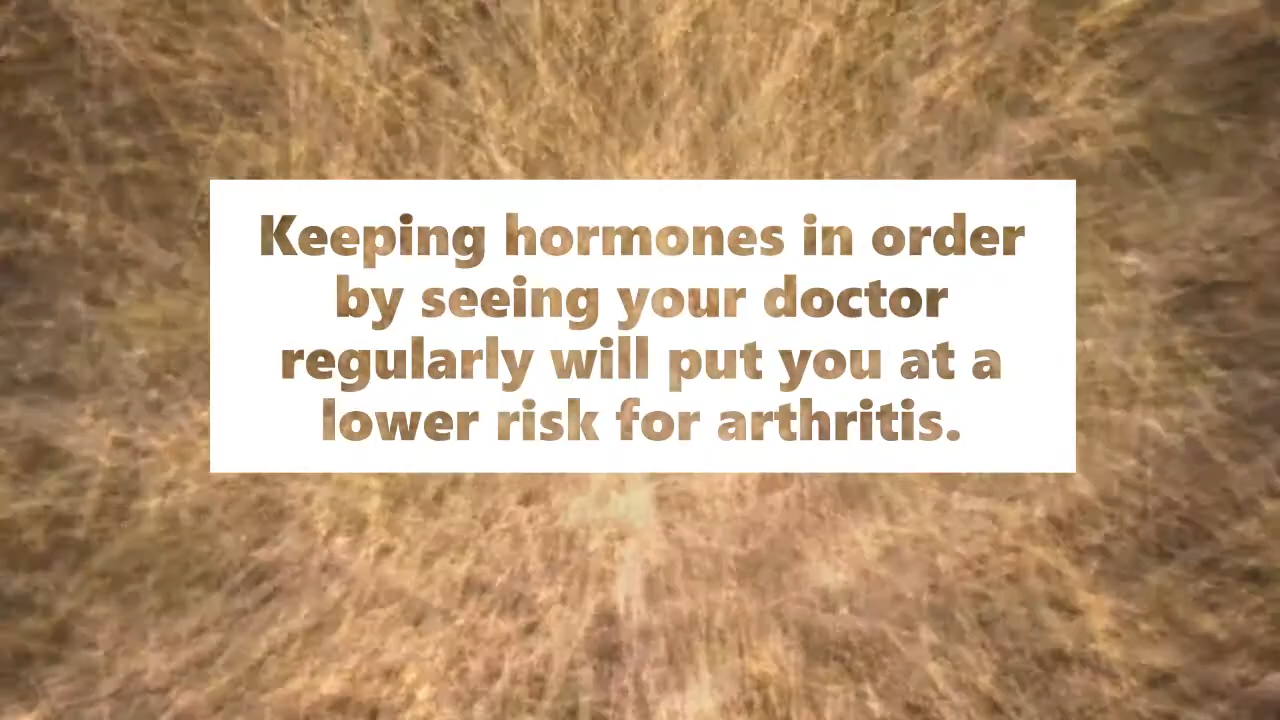 Keeping hormones in order
by seeing your doctor
regularly will put you at a
lower risk for arthritis.